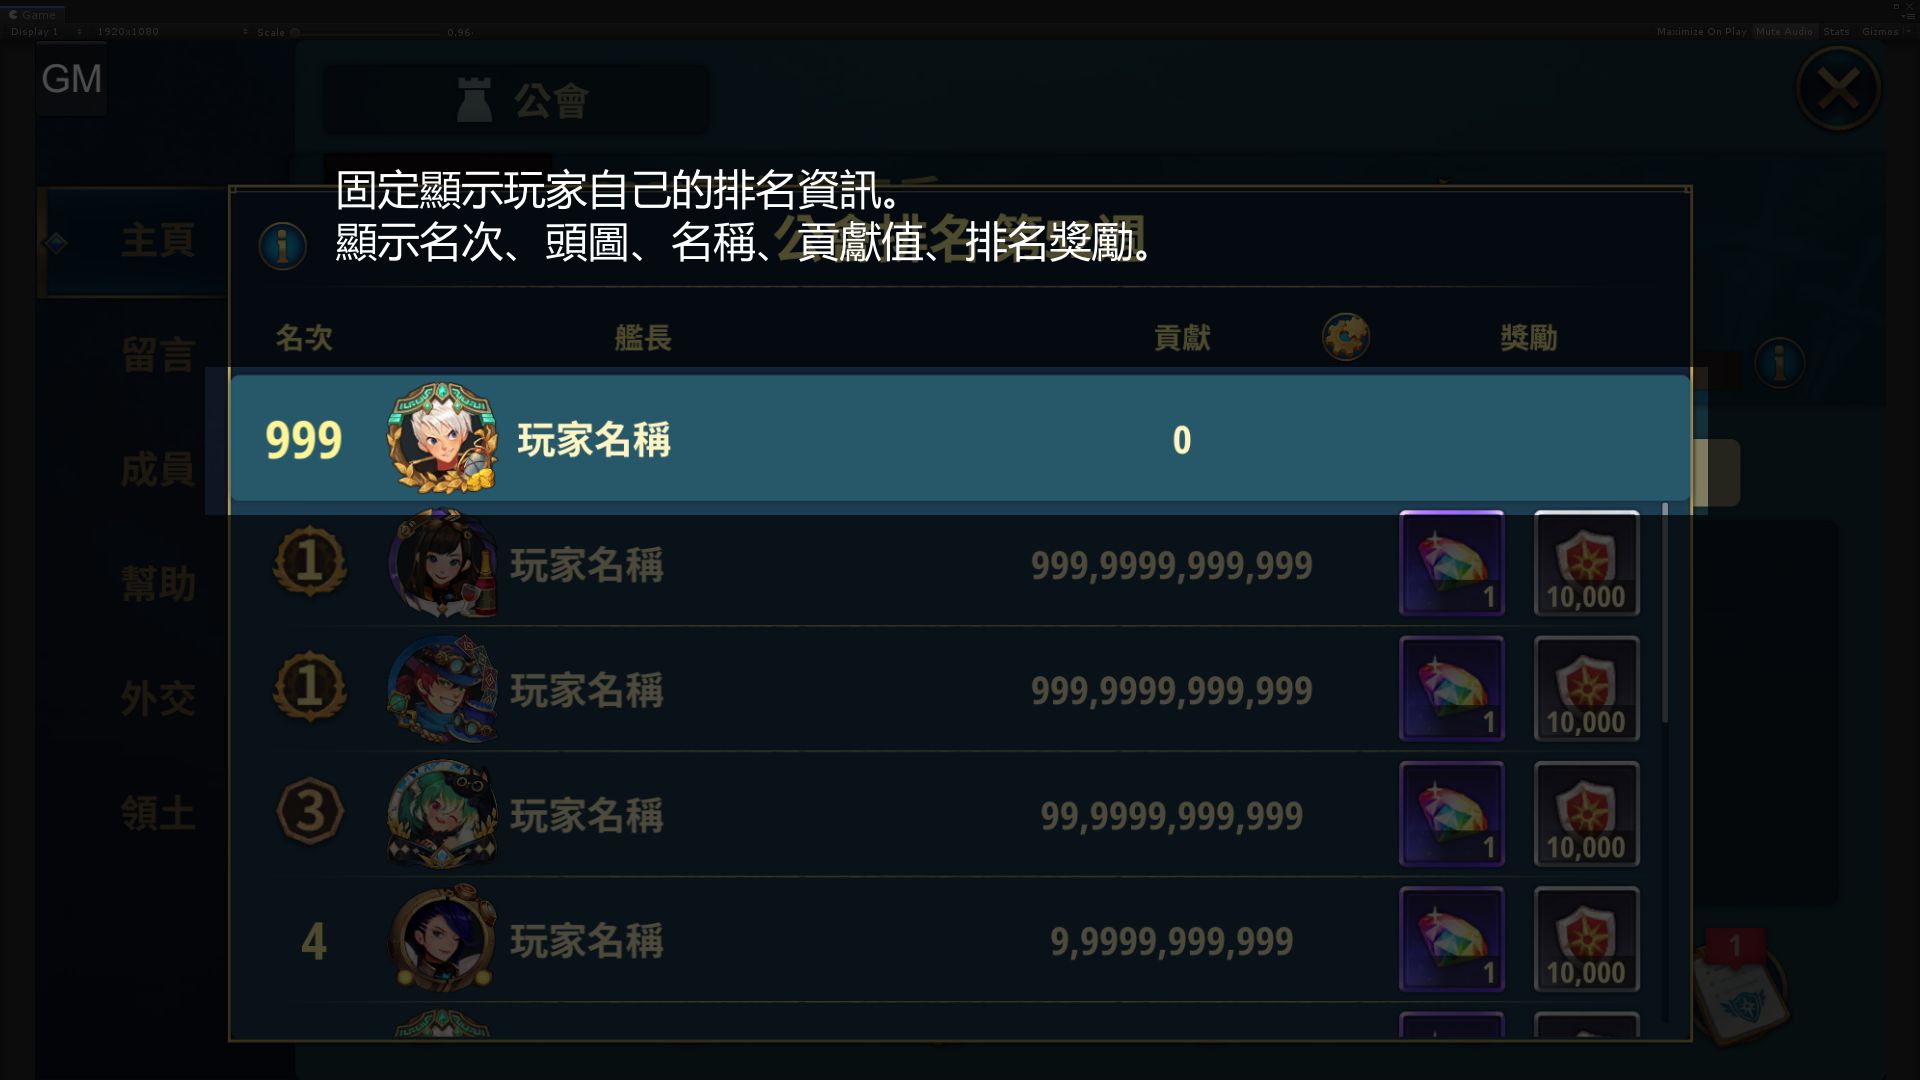 Game
Display 1
1920x1080
Scale
0.96
Maximize On Play
Mute Audio
Stats
Gizmos
GM
公會
固定顯示玩家自己的排名資訊。
顯示名次、頭圖、名稱、貢獻值、排名獎勵。
主頁
留言
成員
幫助
外交
領土
名次
艦長
貢獻
獎勵
999
玩家名稱
0
1
玩家名稱
999,9999,999,999
1
10,000
1
玩家名稱
999,9999,999,999
1
10,000
3
玩家名稱
99,9999,999,999
1
10,000
4
玩家名稱
9,9999,999,999
1
10,000
1